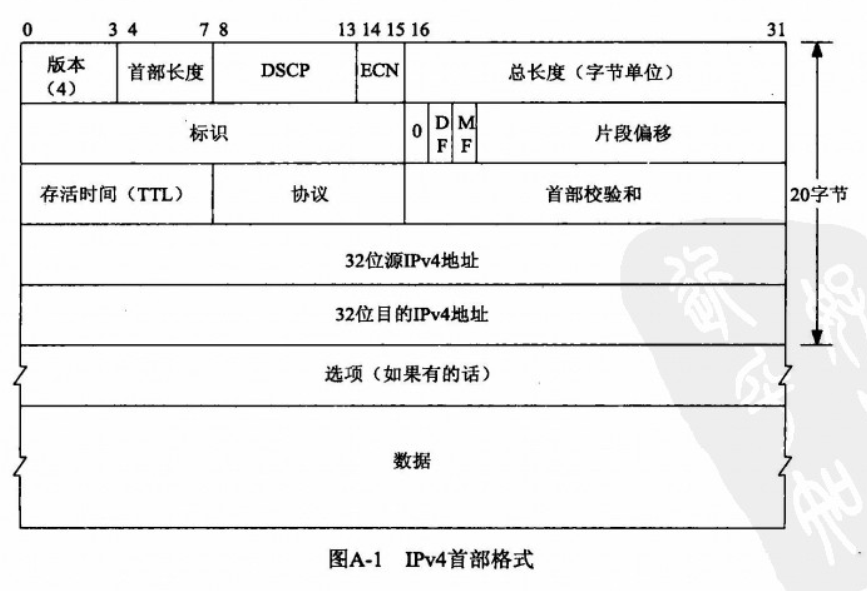 0 3 4 7 8 13 14 15 16 31
版本
（4）
首部长度
DSCP
ECN
总长度（字节单位）
标识
0
D
F
M
F
片段偏移
存活时间（TTL）
协议
首部校验和
20字节
32位源IPv4地址
32位目的IPv4地址
选项（如果有的话）
数据
图A-1 IPv4首部格式